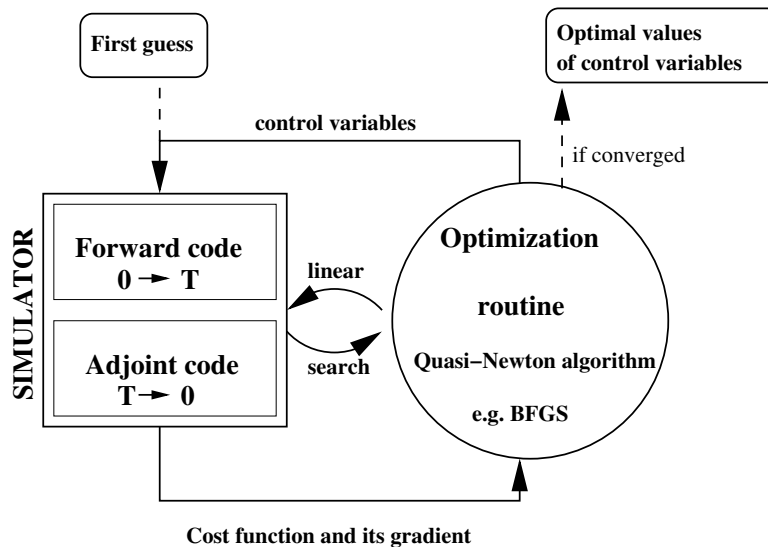 First guess
Optimal values
of control variables
control variables
if converged
SIMULATOR
Forward code
0 → T
Adjoint code
T → 0
linear
search
Optimization
routine
Quasi−Newton algorithm
e.g. BFGS
Cost function and its gradient